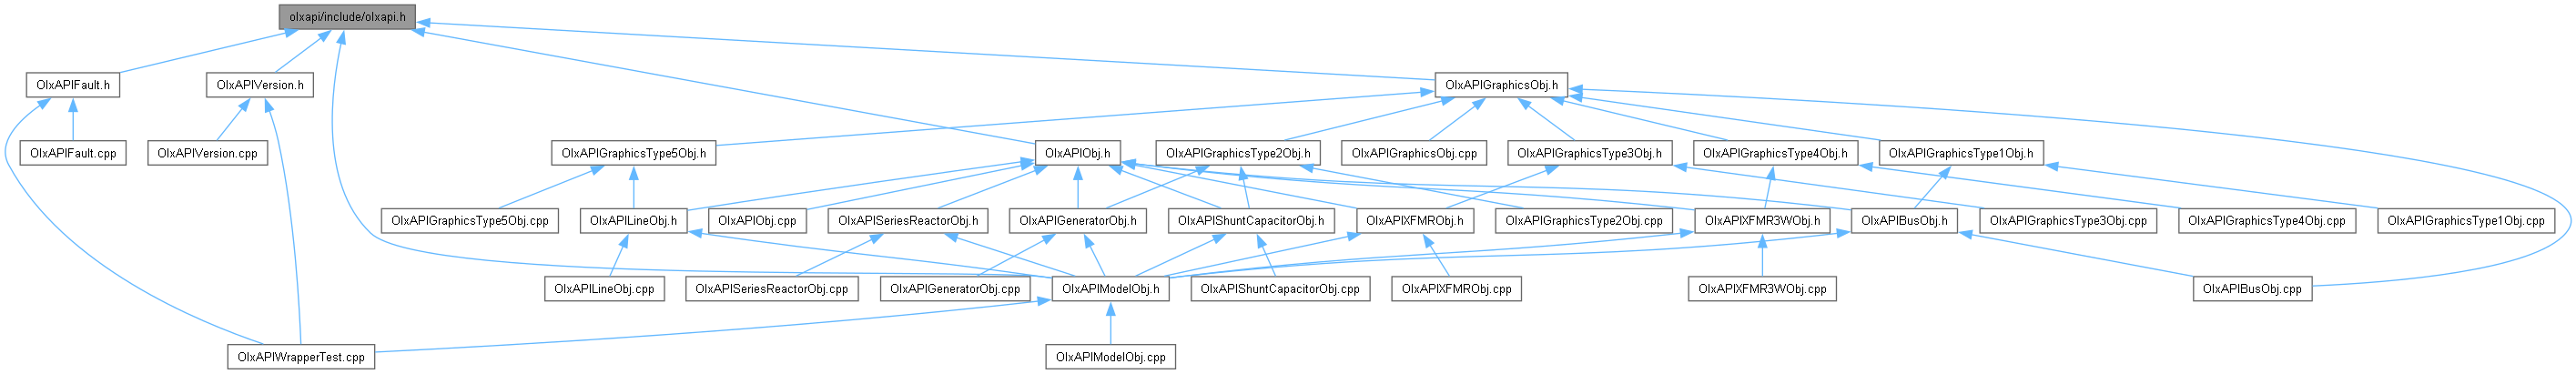 olxapi/include/olxapi.h
OlxAPIFault.h
OlxAPIVersion.h
OlxAPIGraphicsObj.h
OlxAPIFault.cpp
OlxAPIVersion.cpp
OlxAPIGraphicsType5Obj.h
OlxAPIObj.h
OlxAPIGraphicsType2Obj.h
OlxAPIGraphicsObj.cpp
OlxAPIGraphicsType3Obj.h
OlxAPIGraphicsType4Obj.h
OlxAPIGraphicsType1Obj.h
OlxAPIGraphicsType5Obj.cpp
OlxAPILineObj.h
OlxAPIObj.cpp
OlxAPISeriesReactorObj.h
OlxAPIGeneratorObj.h
OlxAPIShuntCapacitorObj.h
OlxAPIXFMRObj.h
OlxAPIGraphicsType2Obj.cpp
OlxAPIXFMR3WObj.h
OlxAPIBusObj.h
OlxAPIGraphicsType3Obj.cpp
OlxAPIGraphicsType4Obj.cpp
OlxAPIGraphicsType1Obj.cpp
OlxAPILineObj.cpp
OlxAPISeriesReactorObj.cpp
OlxAPIGeneratorObj.cpp
OlxAPIModelObj.h
OlxAPIShuntCapacitorObj.cpp
OlxAPIXFMRObj.cpp
OlxAPIXFMR3WObj.cpp
OlxAPIBusObj.cpp
OlxAPIWrapperTest.cpp
OlxAPIModelObj.cpp